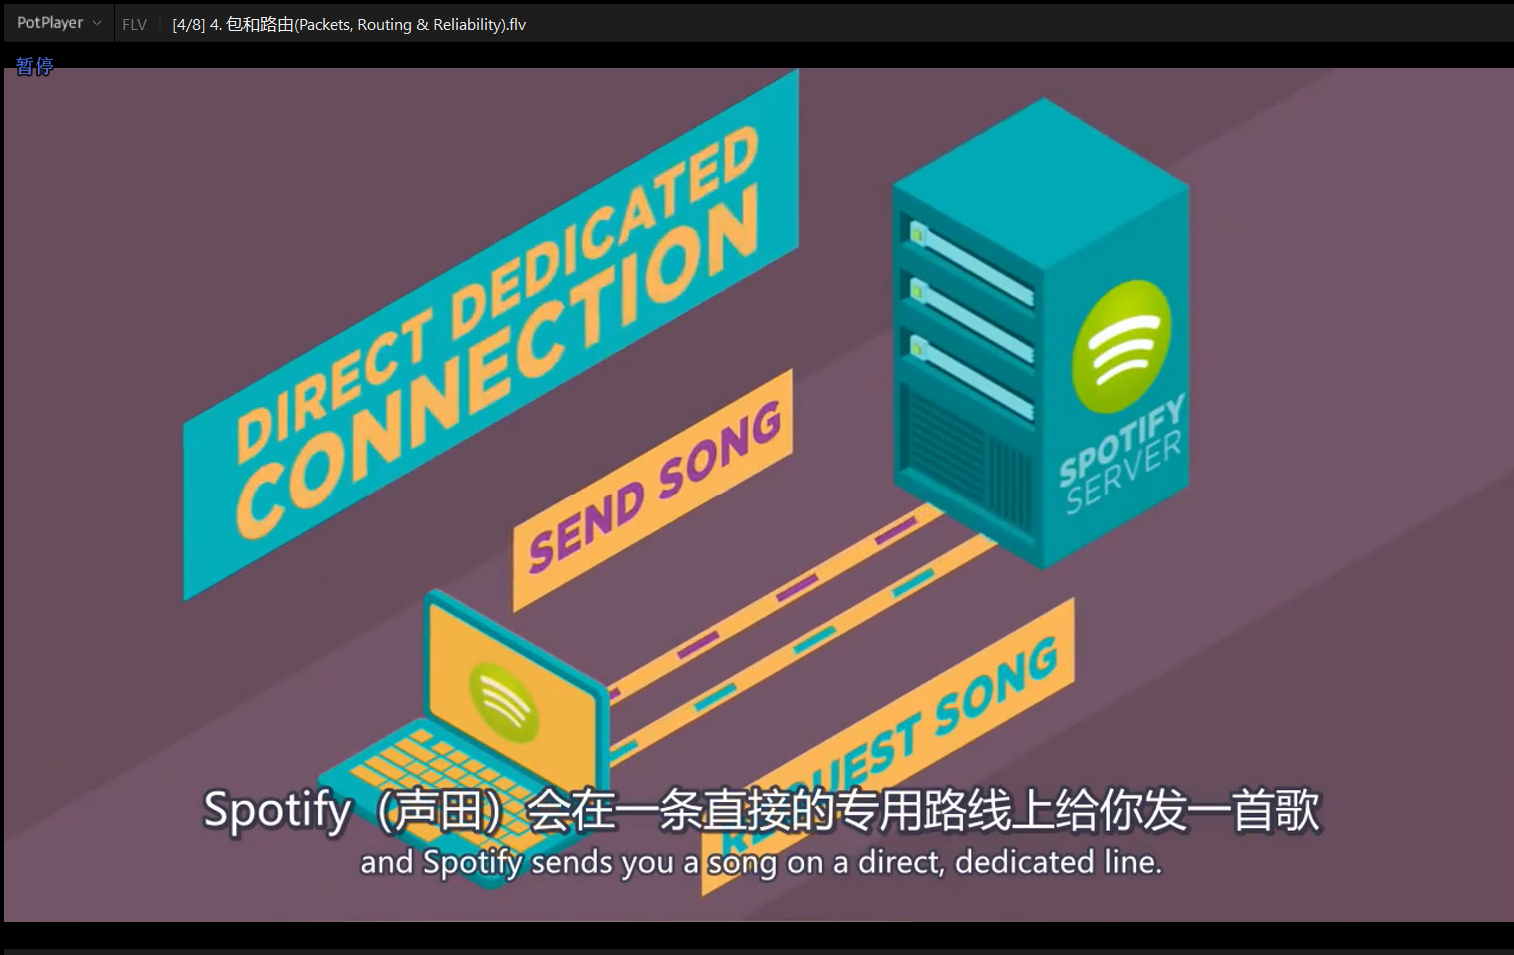 PotPlayer
FLV
[4/8] 4. 包和路由(Packets, Routing & Reliability).flv
暂停
DIRECT DEDICATED
CONNECTION
SEND SONG
SPOTIFY
SERVER
REQUEST SONG
Spotify（声田）会在一条直接的专用路线上给你发一首歌
and Spotify sends you a song on a direct, dedicated line.